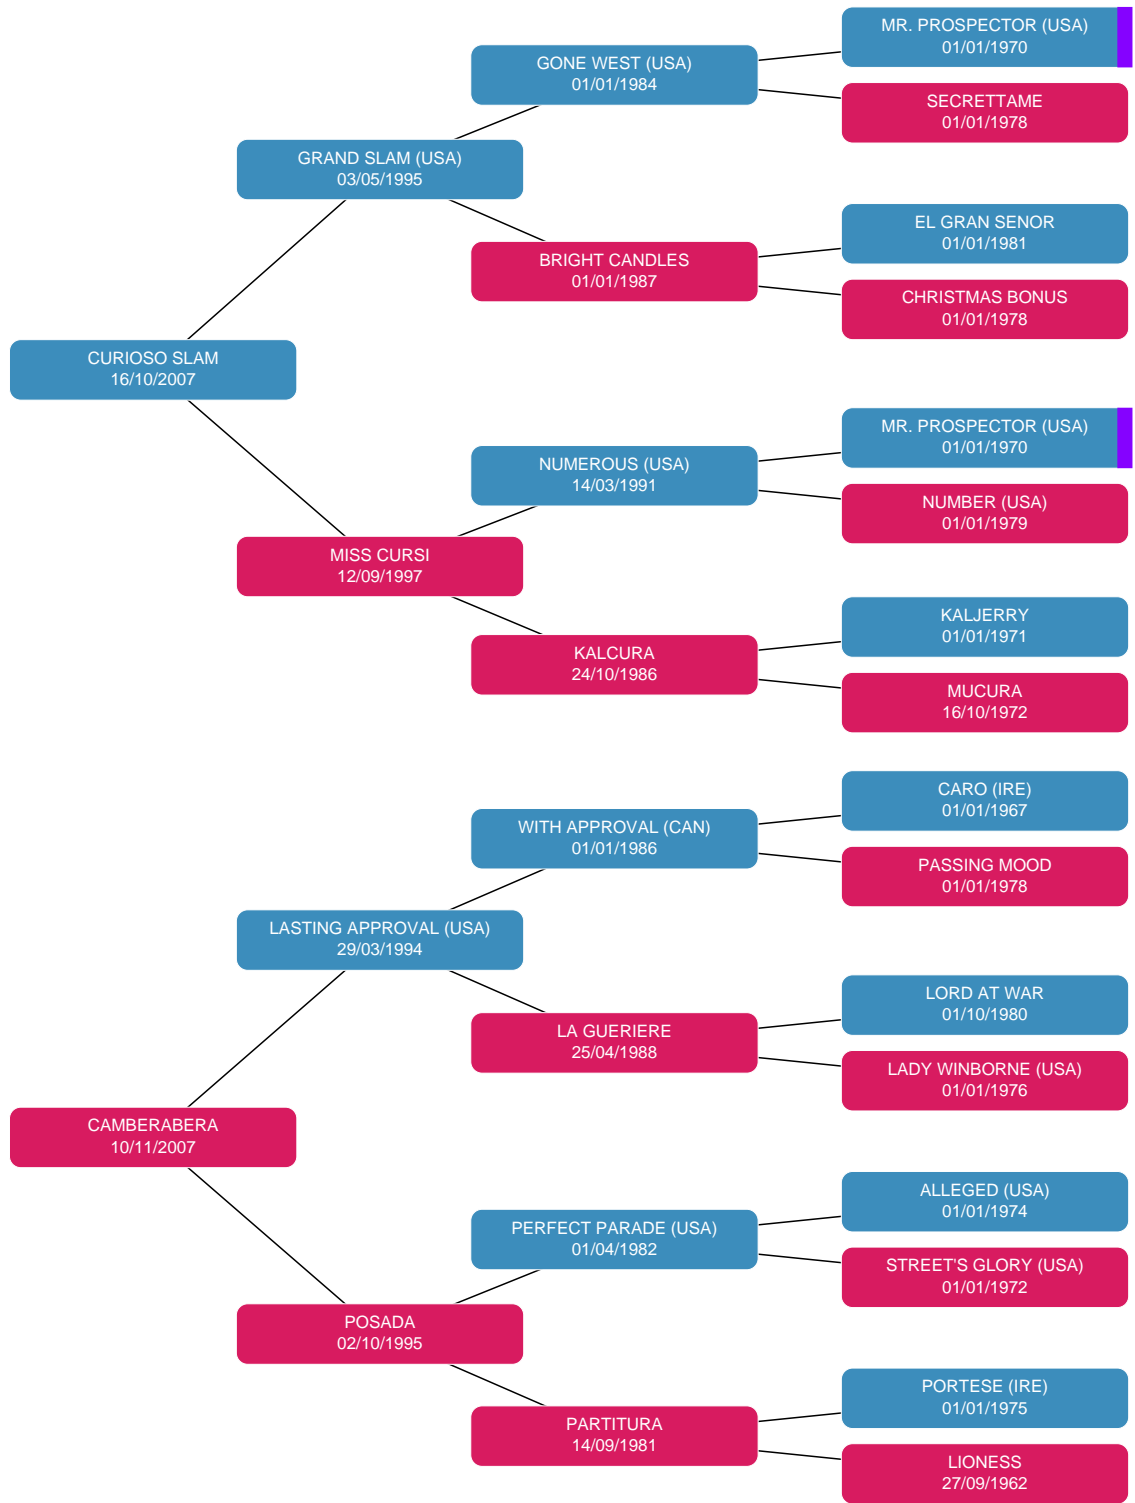 MR. PROSPECTOR (USA)
01/01/1970
GONE WEST (USA)
01/01/1984
SECRETTAME
01/01/1978
GRAND SLAM (USA)
03/05/1995
EL GRAN SENOR
01/01/1981
BRIGHT CANDLES
01/01/1987
CHRISTMAS BONUS
01/01/1978
CURIOSO SLAM
16/10/2007
MR. PROSPECTOR (USA)
01/01/1970
NUMEROUS (USA)
14/03/1991
NUMBER (USA)
01/01/1979
MISS CURSI
12/09/1997
KALJERRY
01/01/1971
KALCURA
24/10/1986
MUCURA
16/10/1972
CARO (IRE)
01/01/1967
WITH APPROVAL (CAN)
01/01/1986
PASSING MOOD
01/01/1978
LASTING APPROVAL (USA)
29/03/1994
LORD AT WAR
01/10/1980
LA GUERIERE
25/04/1988
LADY WINBORNE (USA)
01/01/1976
CAMBERABERA
10/11/2007
ALLEGED (USA)
01/01/1974
PERFECT PARADE (USA)
01/04/1982
STREET'S GLORY (USA)
01/01/1972
POSADA
02/10/1995
PORTESE (IRE)
01/01/1975
PARTITURA
14/09/1981
LIONESS
27/09/1962